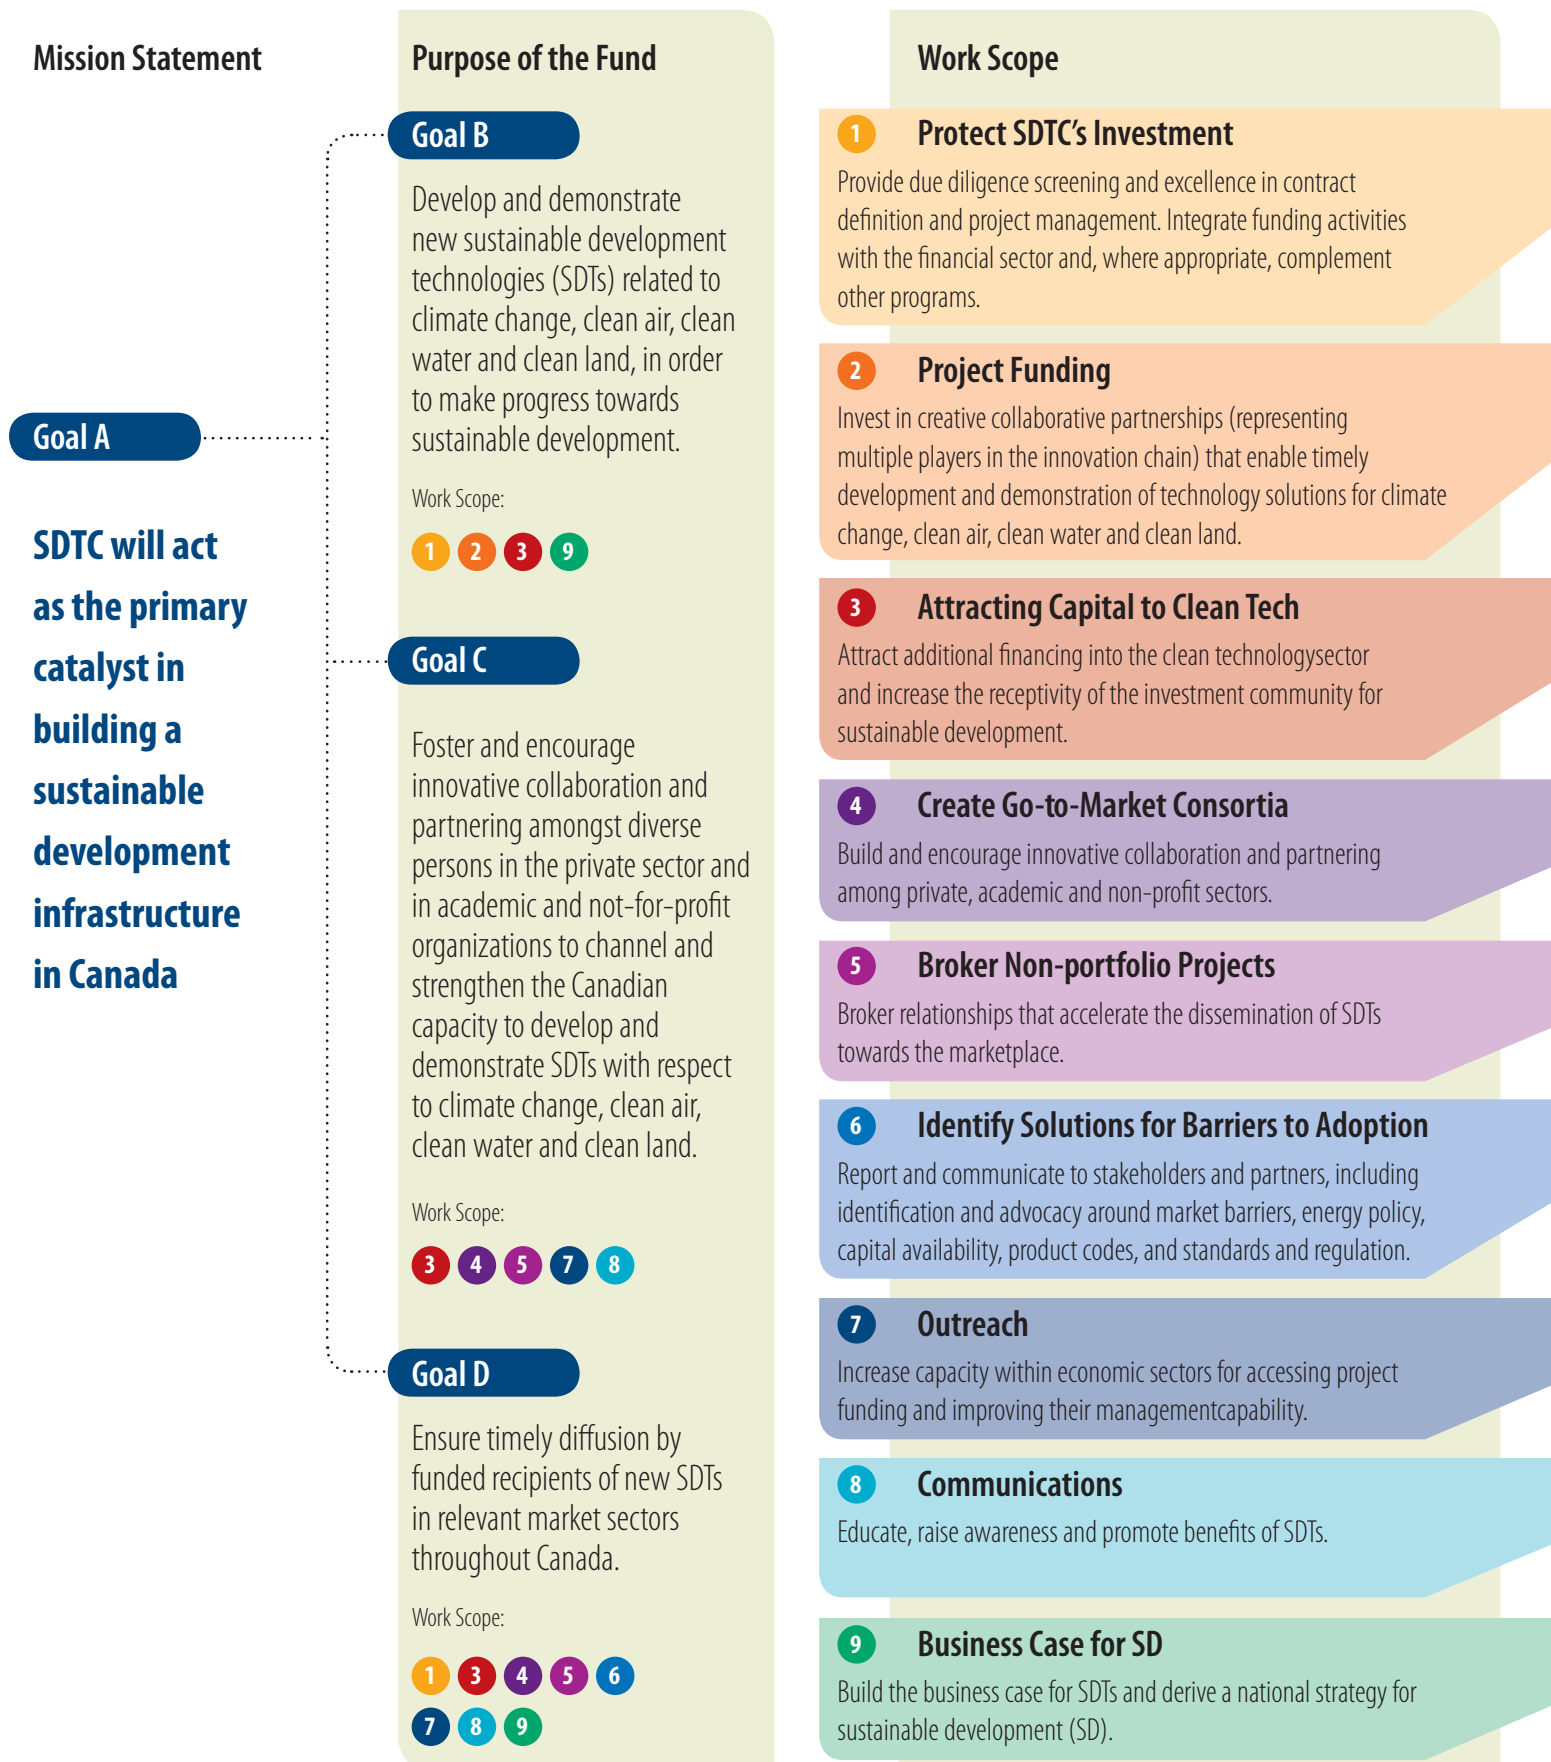 Mission Statement
Goal A
SDTC will act
as the primary
catalyst in
building a
sustainable
development
infrastructure
in Canada
Purpose of the Fund
Goal B
Develop and demonstrate
new sustainable development
technologies (SDTs) related to
climate change, clean air, clean
water and clean land, in order
to make progress towards
sustainable development.
Work Scope:
1 2 3 9
Goal C
Foster and encourage
innovative collaboration and
partnering amongst diverse
persons in the private sector and
in academic and not-for-profit
organizations to channel and
strengthen the Canadian
capacity to develop and
demonstrate SDTs with respect
to climate change, clean air,
clean water and clean land.
Work Scope:
3 4 5 7 8
Goal D
Ensure timely diffusion by
funded recipients of new SDTs
in relevant market sectors
throughout Canada.
Work Scope:
1 3 4 5 6
7 8 9
Work Scope
1 Protect SDTC’s Investment
Provide due diligence screening and excellence in contract
definition and project management. Integrate funding activities
with the financial sector and, where appropriate, complement
other programs.
2 Project Funding
Invest in creative collaborative partnerships (representing
multiple players in the innovation chain) that enable timely
development and demonstration of technology solutions for climate
change, clean air, clean water and clean land.
3 Attracting Capital to Clean Tech
Attract additional financing into the clean technologysector
and increase the receptivity of the investment community for
sustainable development.
4 Create Go-to-Market Consortia
Build and encourage innovative collaboration and partnering
among private, academic and non-profit sectors.
5 Broker Non-portfolio Projects
Broker relationships that accelerate the dissemination of SDTs
towards the marketplace.
6 Identify Solutions for Barriers to Adoption
Report and communicate to stakeholders and partners, including
identification and advocacy around market barriers, energy policy,
capital availability, product codes, and standards and regulation.
7 Outreach
Increase capacity within economic sectors for accessing project
funding and improving their managementcapability.
8 Communications
Educate, raise awareness and promote benefits of SDTs.
9 Business Case for SD
Build the business case for SDTs and derive a national strategy for
sustainable development (SD).